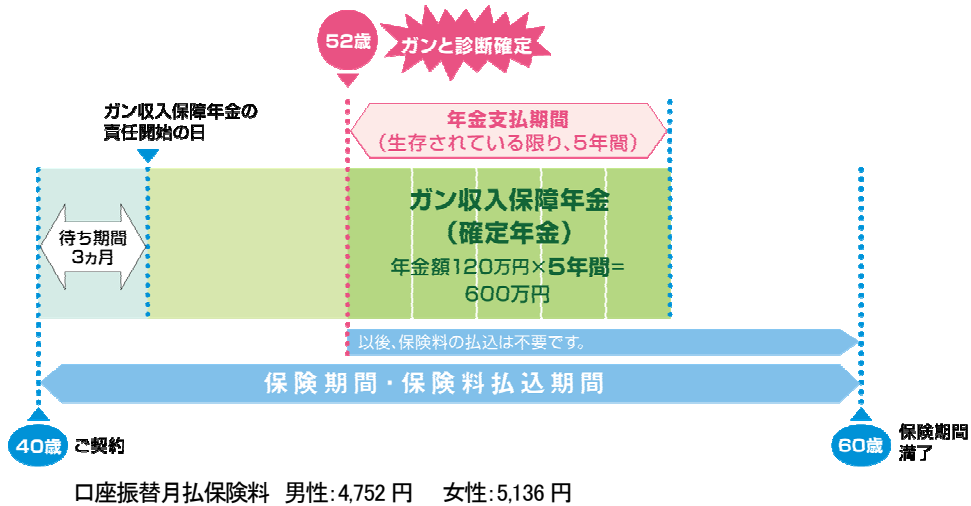 52歳
ガンと診断確定
ガン収入保障年金の
責任開始の日
年金支払期間
（生存されている限り、5年間）
待ち期間
3ヵ月
ガン収入保障年金
（確定年金）
年金額120万円×5年間=
600万円
以後、保険料の払込は不要です。
保険期間・保険料払込期間
40歳
ご契約
60歳
保険期間
満了
口座振替月払保険料 男性：4,752 円 女性：5,136 円